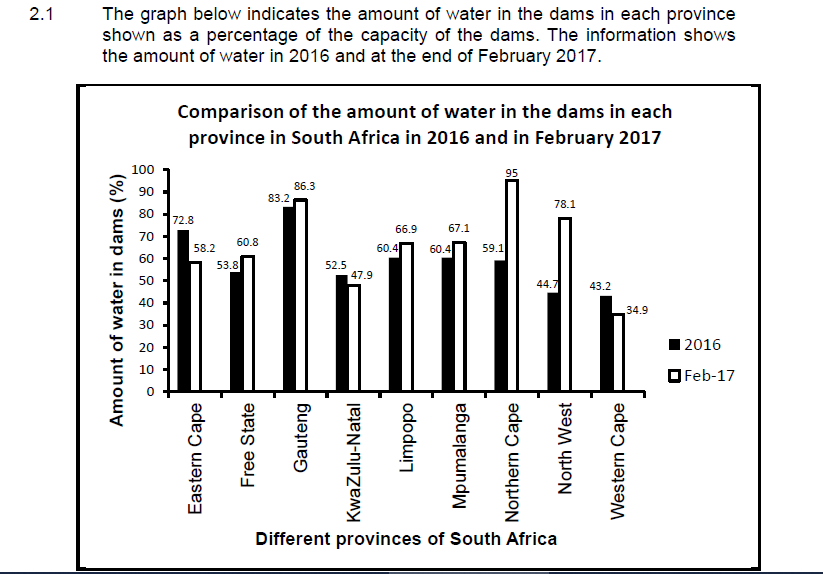 2.1 The graph below indicates the amount of water in the dams in each province
shown as a percentage of the capacity of the dams. The information shows
the amount of water in 2016 and at the end of February 2017.
Comparison of the amount of water in the dams in each
province in South Africa in 2016 and in February 2017
Amount of water in dams (%)
100
90
80
70
60
50
40
30
20
10
0
72.8
58.2
53.8
60.8
83.2
86.3
52.5
47.9
60.4
66.9
60.4
67.1
59.1
95
44.7
78.1
43.2
34.9
2016
Feb-17
Eastern Cape
Free State
Gauteng
KwaZulu-Natal
Limpopo
Mpumalanga
Northern Cape
North West
Western Cape
Different provinces of South Africa